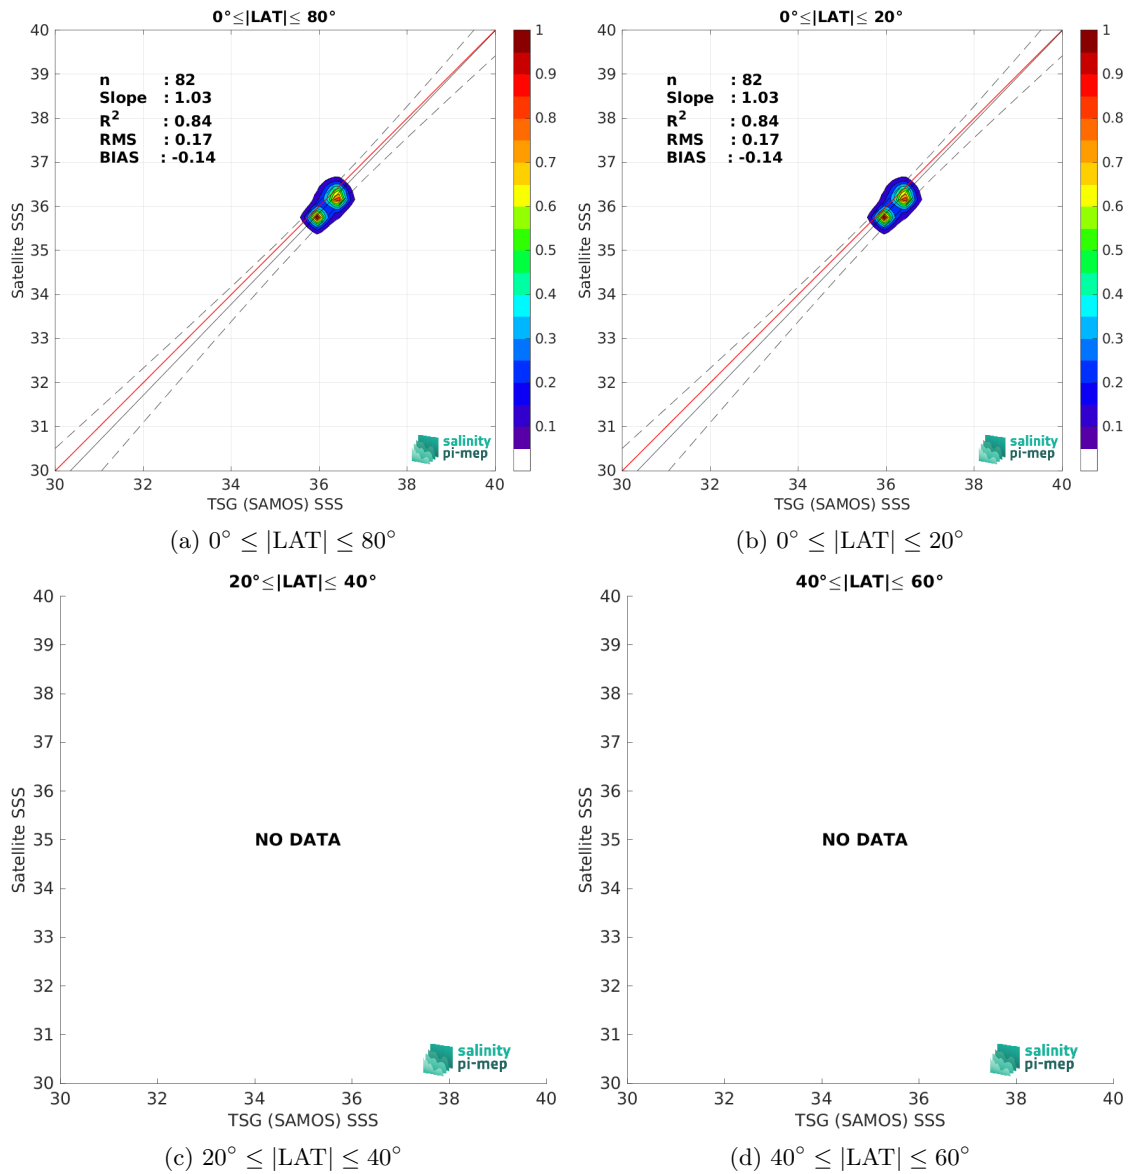 0°≤|LAT|≤ 80°
40
39
38
37
36
35
34
33
32
31
30
Satellite SSS
n : 82
Slope : 1.03
R² : 0.84
RMS : 0.17
BIAS : -0.14
1
0.9
0.8
0.7
0.6
0.5
0.4
0.3
0.2
0.1
salinity
pi-mep
30 32 34 36 38 40
TSG (SAMOS) SSS
(a) 0° ≤ |LAT| ≤ 80°
0°≤|LAT|≤ 20°
40
39
38
37
36
35
34
33
32
31
30
Satellite SSS
n : 82
Slope : 1.03
R² : 0.84
RMS : 0.17
BIAS : -0.14
1
0.9
0.8
0.7
0.6
0.5
0.4
0.3
0.2
0.1
salinity
pi-mep
30 32 34 36 38 40
TSG (SAMOS) SSS
(b) 0° ≤ |LAT| ≤ 20°
20°≤|LAT|≤ 40°
40
39
38
37
36
35
34
33
32
31
30
Satellite SSS
NO DATA
salinity
pi-mep
30 32 34 36 38 40
TSG (SAMOS) SSS
(c) 20° ≤ |LAT| ≤ 40°
40°≤|LAT|≤ 60°
40
39
38
37
36
35
34
33
32
31
30
Satellite SSS
NO DATA
salinity
pi-mep
30 32 34 36 38 40
TSG (SAMOS) SSS
(d) 40° ≤ |LAT| ≤ 60°